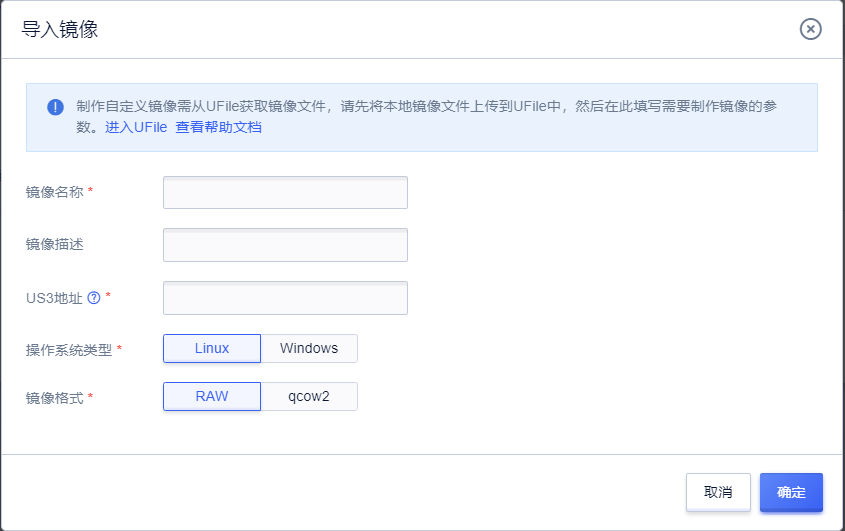 导入镜像
制作自定义镜像需从UFile获取镜像文件，请先将本地镜像文件上传到UFile中，然后在此填写需要制作镜像的参
数。进入UFile 查看帮助文档
镜像名称 *
镜像描述
US3地址 *
操作系统类型 * Linux Windows
镜像格式 * RAW qcow2
取消 确定